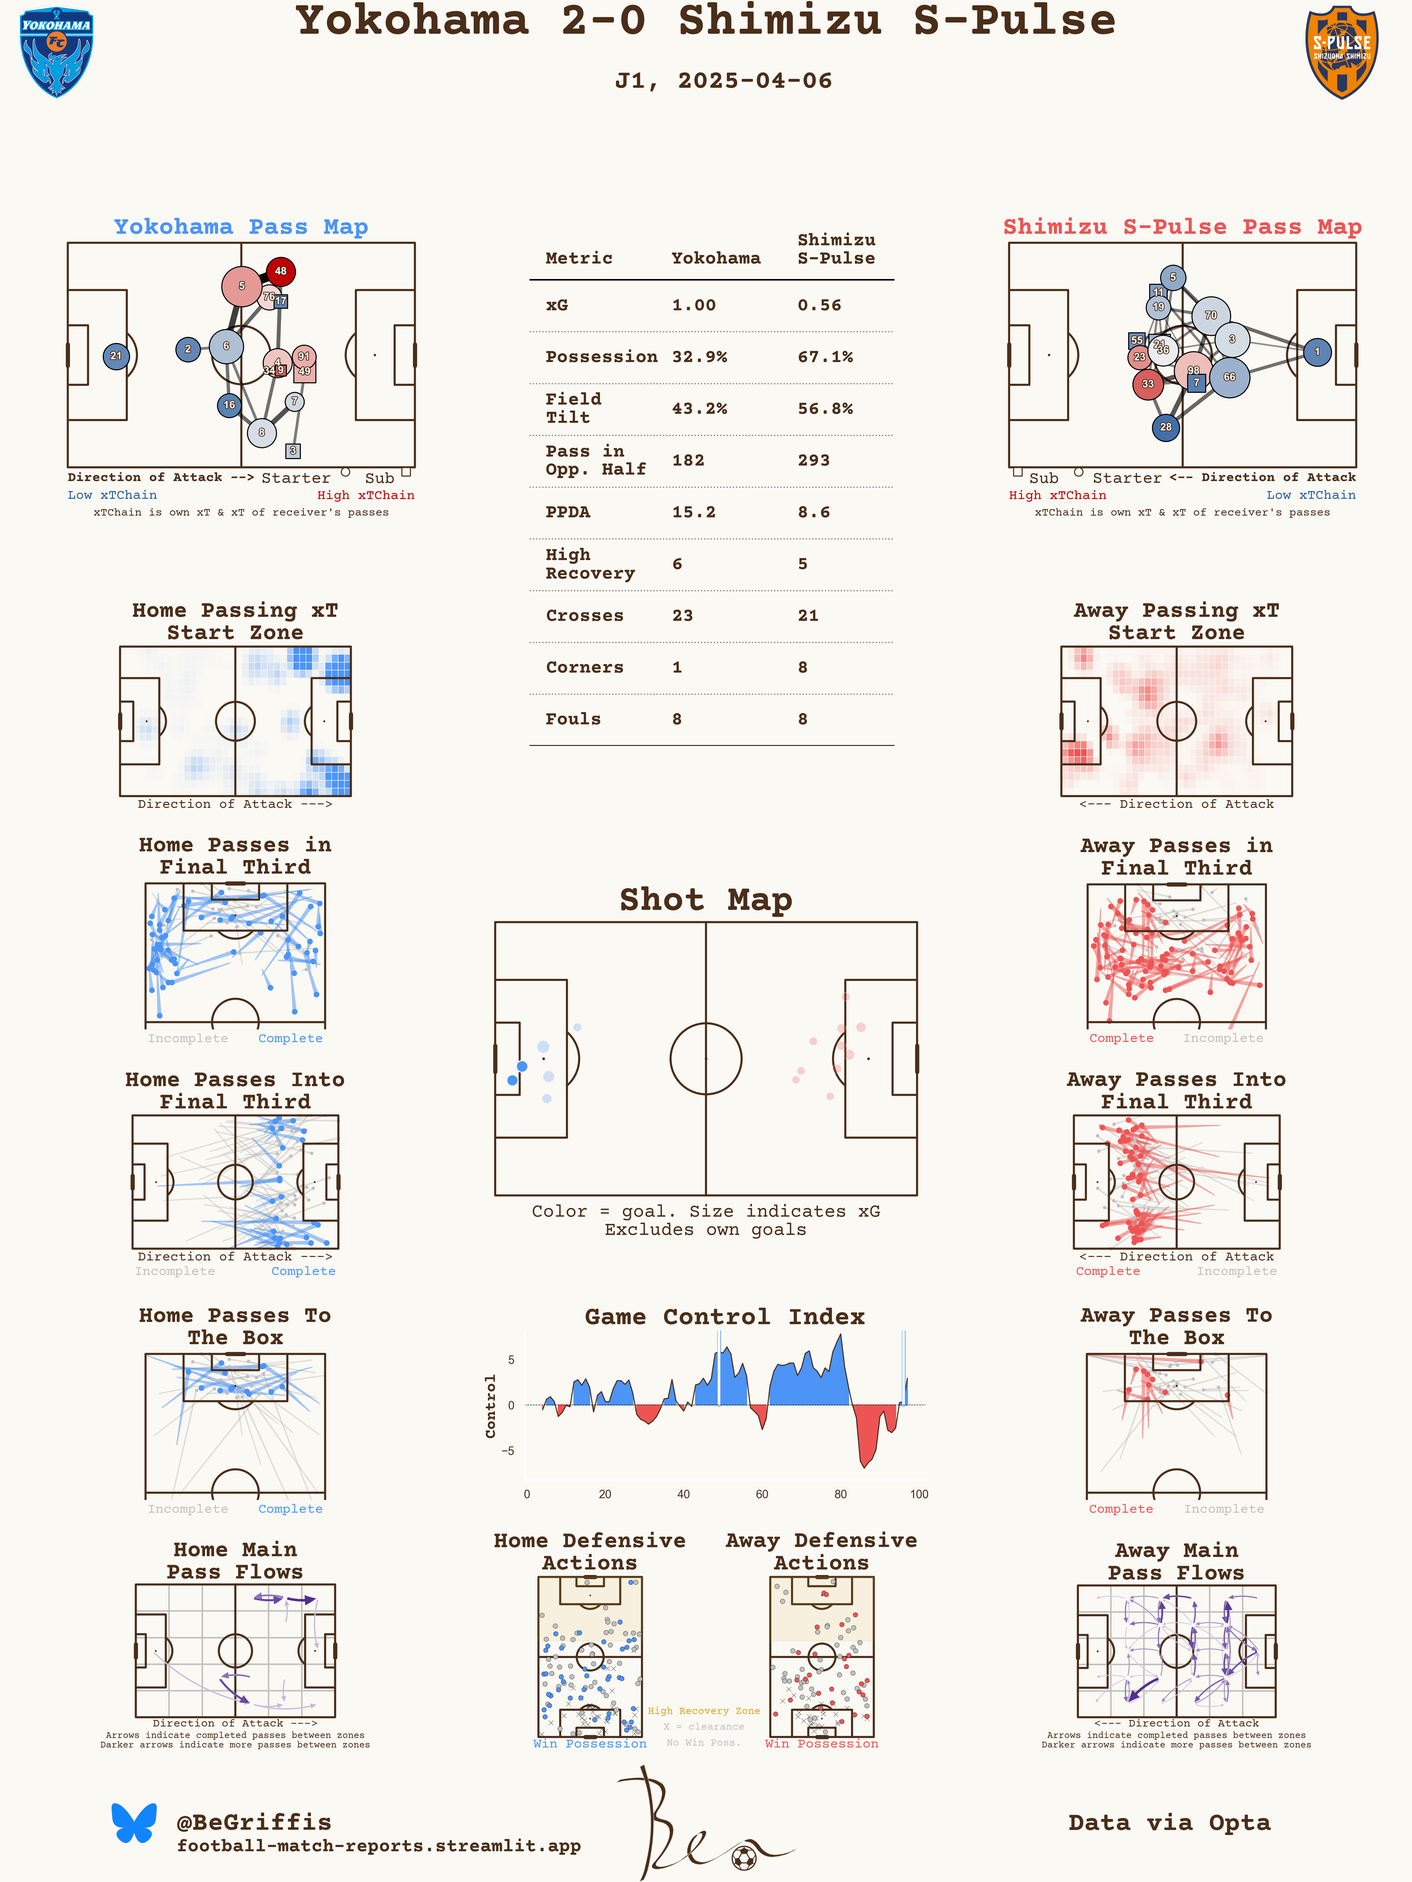 Yokohama 2-0 Shimizu S-Pulse
J1, 2025-04-06
YOKOHAMA
FC
S-PULSE
SHIZUOKA SHIMIZU
Yokohama Pass Map
48
5
76
17
6
2
21
4
91
34
9
49
16
7
8
3
Direction of Attack --> Starter Sub
Low xTChain High xTChain
xTChain is own xT & xT of receiver's passes
Metric Yokohama Shimizu S-Pulse
xG 1.00 0.56
Possession 32.9% 67.1%
Field Tilt 43.2% 56.8%
Pass in Opp. Half 182 293
PPDA 15.2 8.6
High Recovery 6 5
Crosses 23 21
Corners 1 8
Fouls 8 8
Shimizu S-Pulse Pass Map
5
11
19
70
55
21
36
3
23
1
98
33
7
66
28
Sub Starter <-- Direction of Attack
High xTChain Low xTChain
xTChain is own xT & xT of receiver's passes
Home Passing xT
Start Zone
Direction of Attack --->
Away Passing xT
Start Zone
<--- Direction of Attack
Home Passes in
Final Third
Incomplete Complete
Away Passes in
Final Third
Complete Incomplete
Shot Map
Color = goal. Size indicates xG
Excludes own goals
Home Passes Into
Final Third
Direction of Attack --->
Incomplete Complete
Away Passes Into
Final Third
<--- Direction of Attack
Complete Incomplete
Home Passes To
The Box
Incomplete Complete
Game Control Index
Control
5
0
-5
0 20 40 60 80 100
Away Passes To
The Box
Complete Incomplete
Home Main
Pass Flows
Direction of Attack --->
Arrows indicate completed passes between zones
Darker arrows indicate more passes between zones
Home Defensive
Actions
Win Possession
Away Defensive
Actions
Win Possession
High Recovery Zone
X = clearance
No Win Poss.
Away Main
Pass Flows
<--- Direction of Attack
Arrows indicate completed passes between zones
Darker arrows indicate more passes between zones
@BeGriffis
football-match-reports.streamlit.app
Ben
Data via Opta